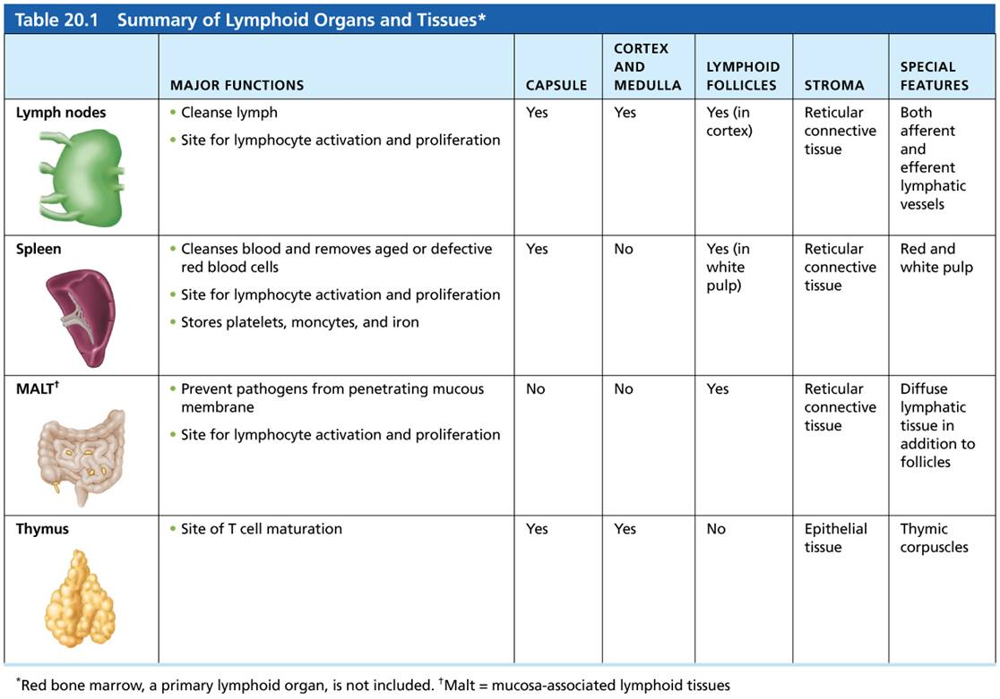 Table 20.1 Summary of Lymphoid Organs and Tissues*
MAJOR FUNCTIONS
CAPSULE
CORTEX
AND
MEDULLA
LYMPHOID
FOLLICLES
STROMA
SPECIAL
FEATURES
Lymph nodes
• Cleanse lymph
• Site for lymphocyte activation and proliferation
Yes
Yes
Yes (in
cortex)
Reticular
connective
tissue
Both
afferent
and
efferent
lymphatic
vessels
Spleen
• Cleanses blood and removes aged or defective
red blood cells
• Site for lymphocyte activation and proliferation
• Stores platelets, moncytes, and iron
Yes
No
Yes (in
white
pulp)
Reticular
connective
tissue
Red and
white pulp
MALT†
• Prevent pathogens from penetrating mucous
membrane
• Site for lymphocyte activation and proliferation
No
No
Yes
Reticular
connective
tissue
Diffuse
lymphatic
tissue in
addition to
follicles
Thymus
• Site of T cell maturation
Yes
Yes
No
Epithelial
tissue
Thymic
corpuscles
*Red bone marrow, a primary lymphoid organ, is not included. †Malt = mucosa-associated lymphoid tissues